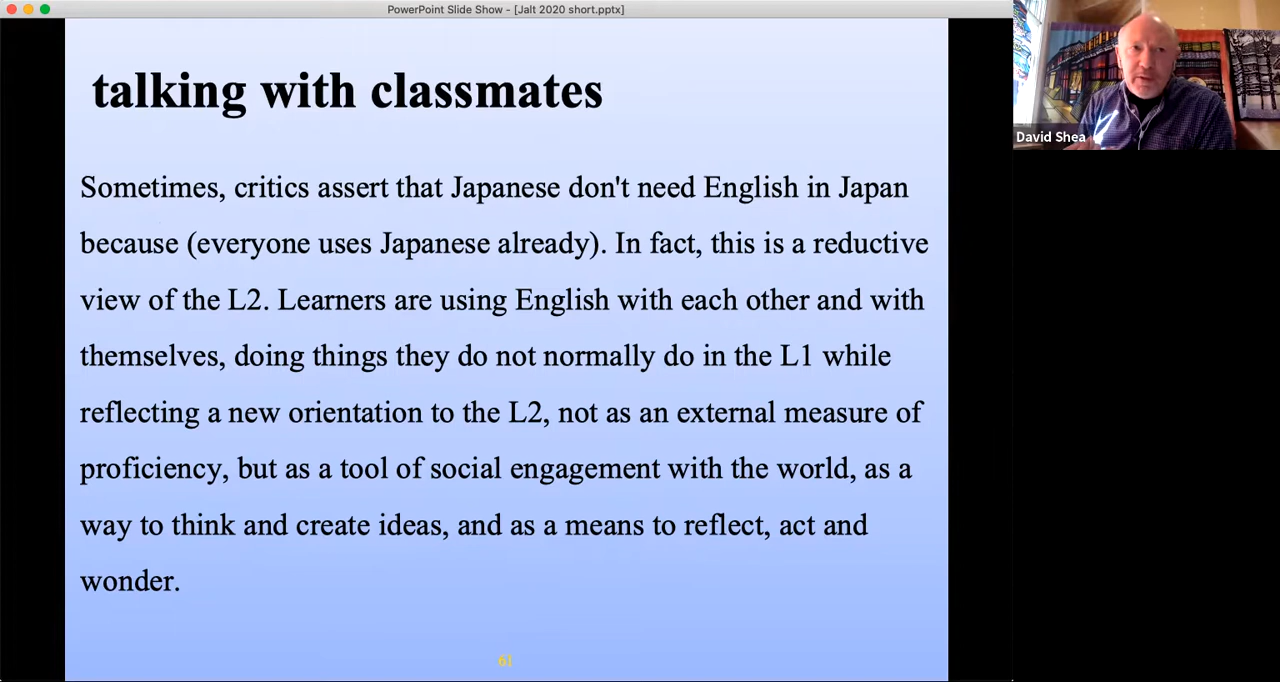 PowerPoint Slide Show - [Jalt 2020 short.pptx]
talking with classmates
Sometimes, critics assert that Japanese don't need English in Japan
because (everyone uses Japanese already). In fact, this is a reductive
view of the L2. Learners are using English with each other and with
themselves, doing things they do not normally do in the L1 while
reflecting a new orientation to the L2, not as an external measure of
proficiency, but as a tool of social engagement with the world, as a
way to think and create ideas, and as a means to reflect, act and
wonder.
61
David Shea